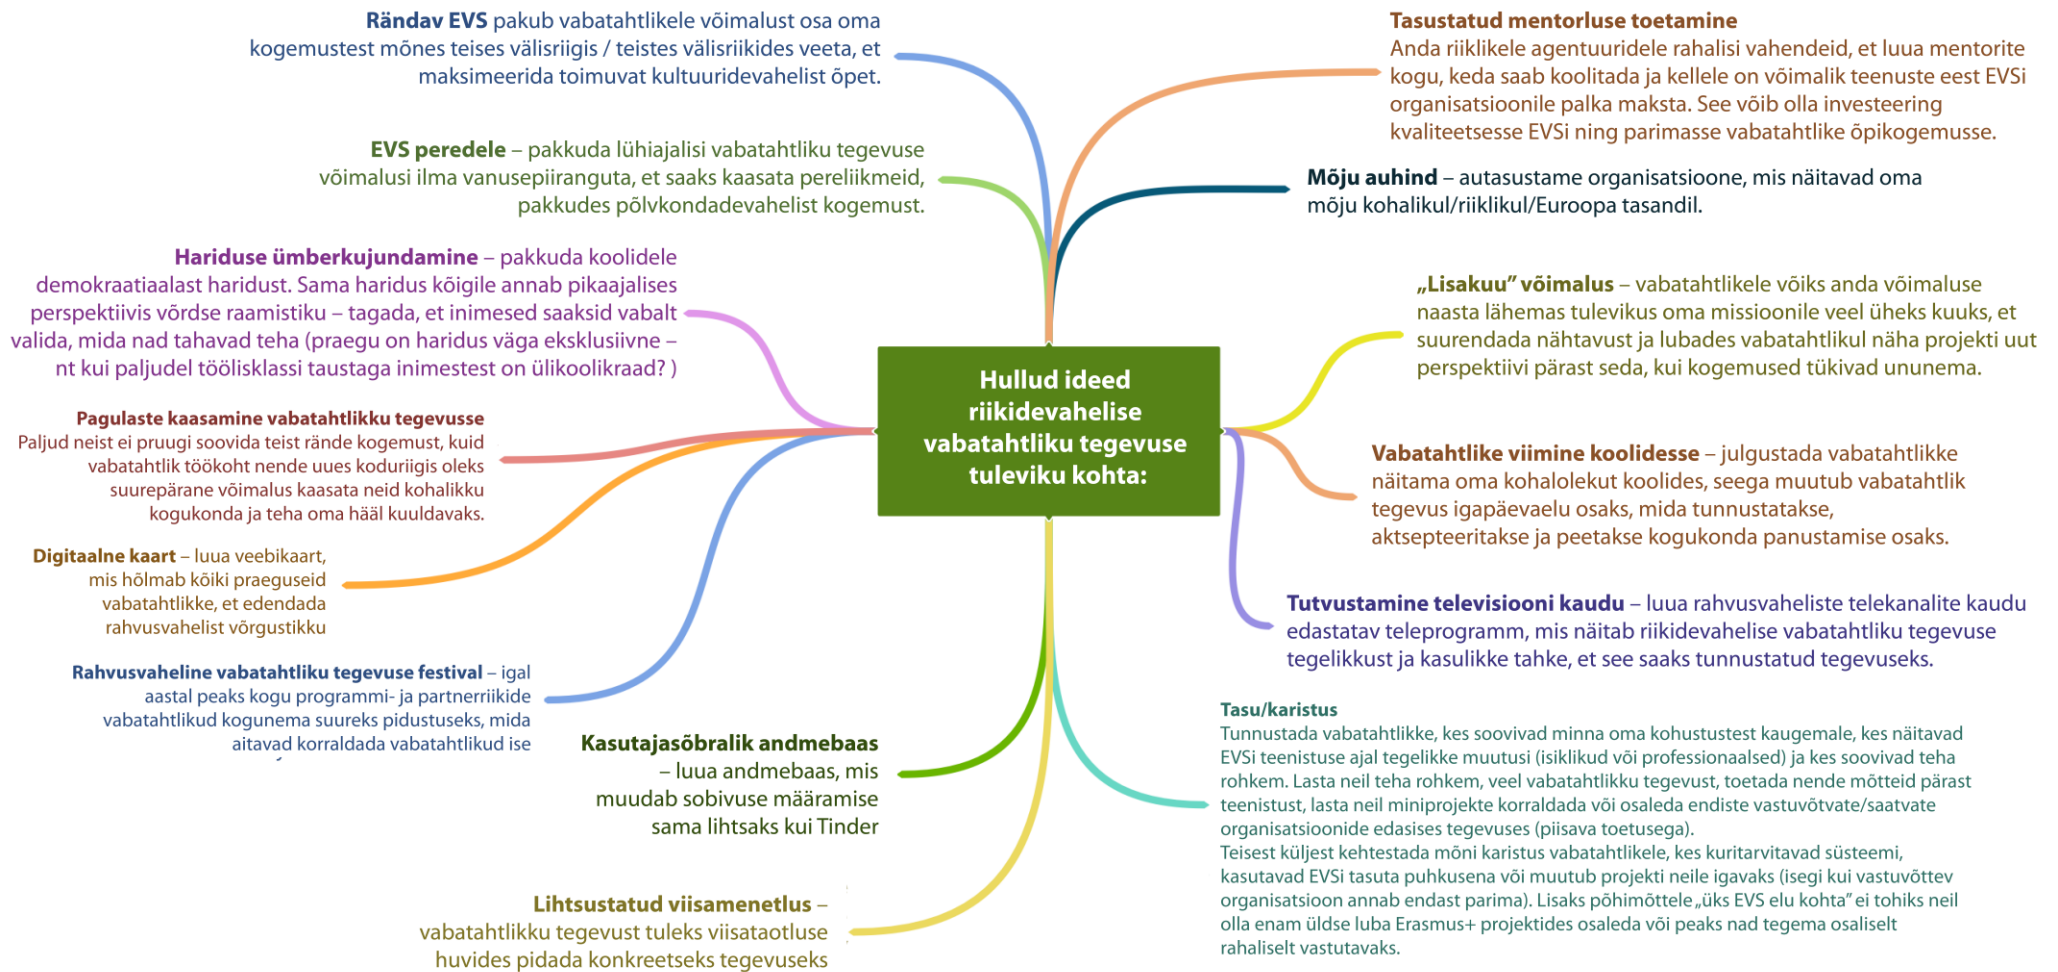 Rändav EVS pakub vabatahtlikele võimalust osa oma
kogemustest mõnes teises välisriigis / teistes välisriikides veeta, et
maksimeerida toimuvat kultuuridevahelist õpet.
EVS peredele – pakkuda lühiajalisi vabatahtliku tegevuse
võimalusi ilma vanusepiiranguta, et saaks kaasata pereliikmeid,
pakkudes põlvkondadevahelist kogemust.
Hariduse ümberkujundamine – pakkuda koolidele
demokraatiaalast haridust. Sama haridus kõigile annab pikaajalises
perspektiivis võrdse raamistiku – tagada, et inimesed saaksid vabalt
valida, mida nad tahavad teha (praegu on haridus väga eksklusiivne –
nt kui paljudel töölisklassi taustaga inimestest on ülikoolikraad? )
Pagulaste kaasamine vabatahtlikku tegevusse
Paljud neist ei pruugi soovida teist rände kogemust, kuid
vabatahtlik töökoht nende uues koduriigis oleks
suurepärane võimalus kaasata neid kohalikku
kogukonda ja teha oma hääl kuuldavaks.
Digitaalne kaart – luua veebikaart,
mis hõlmab kõiki praeguseid
vabatahtlikke, et edendada
rahvusvahelist võrgustikku
Rahvusvaheline vabatahtliku tegevuse festival – igal
aastal peaks kogu programmi- ja partnerriikide
vabatahtlikud kogunema suureks pidustuseks, mida
aitavad korraldada vabatahtlikud ise
Kasutajasõbralik andmebaas
– luua andmebaas, mis
muudab sobivuse määramise
sama lihtsaks kui Tinder
Lihtsustatud viisamenetlus –
vabatahtlikku tegevust tuleks viisataotluse
huvides pidada konkreetseks tegevuseks
Hullud ideed
riikidevahelise
vabatahtliku tegevuse
tuleviku kohta:
Tasustatud mentorluse toetamine
Anda riiklikele agentuuridele rahalisi vahendeid, et luua mentorite
kogu, keda saab koolitada ja kellele on võimalik teenuste eest EVSi
organisatsioonile palka maksta. See võib olla investeering
kvaliteetsesse EVSi ning parimasse vabatahtlike õpikogemusse.
Mõju auhind – autasustame organisatsioone, mis näitavad oma
mõju kohalikul/riiklikul/Euroopa tasandil.
„Lisakuu” võimalus – vabatahtlikele võiks anda võimaluse
naasta lähemas tulevikus oma missioonile veel üheks kuuks, et
suurendada nähtavust ja lubades vabatahtlikul näha projekti uut
perspektiivi pärast seda, kui kogemused tükivad ununema.
Vabatahtlike viimine koolidesse – julgustada vabatahtlikke
näitama oma kohalolekut koolides, seega muutub vabatahtlik
tegevus igapäevaelu osaks, mida tunnustatakse,
aktsepteeritakse ja peetakse kogukonda panustamise osaks.
Tutvustamine televisiooni kaudu – luua rahvusvaheliste telekanalite kaudu
edastatav teleprogramm, mis näitab riikidevahelise vabatahtliku tegevuse
tegelikkust ja kasulikke tahke, et see saaks tunnustatud tegevuseks.
Tasu/karistus
Tunnustada vabatahtlikke, kes soovivad minna oma kohustustest kaugemale, kes näitavad
EVSi teenistuse ajal tegelikke muutusi (isiklikud või professionaalsed) ja kes soovivad teha
rohkem. Lasta neil teha rohkem, veel vabatahtlikku tegevust, toetada nende mõtteid pärast
teenistust, lasta neil miniprojekte korraldada või osaleda endiste vastuvõtvate/saatvate
organisatsioonide edasises tegevuses (piisava toetusega).
Teisest küljest kehtestada mõni karistus vabatahtlikele, kes kuritarvitavad süsteemi,
kasutavad EVSi tasuta puhkusena või muutub projekti neile igavaks (isegi kui vastuvõttev
organisatsioon annab endast parima). Lisaks põhimõttele „üks EVS elu kohta” ei tohiks neil
olla enam üldse luba Erasmus+ projektides osaleda või peaks nad tegema osaliselt
rahaliselt vastutavaks.